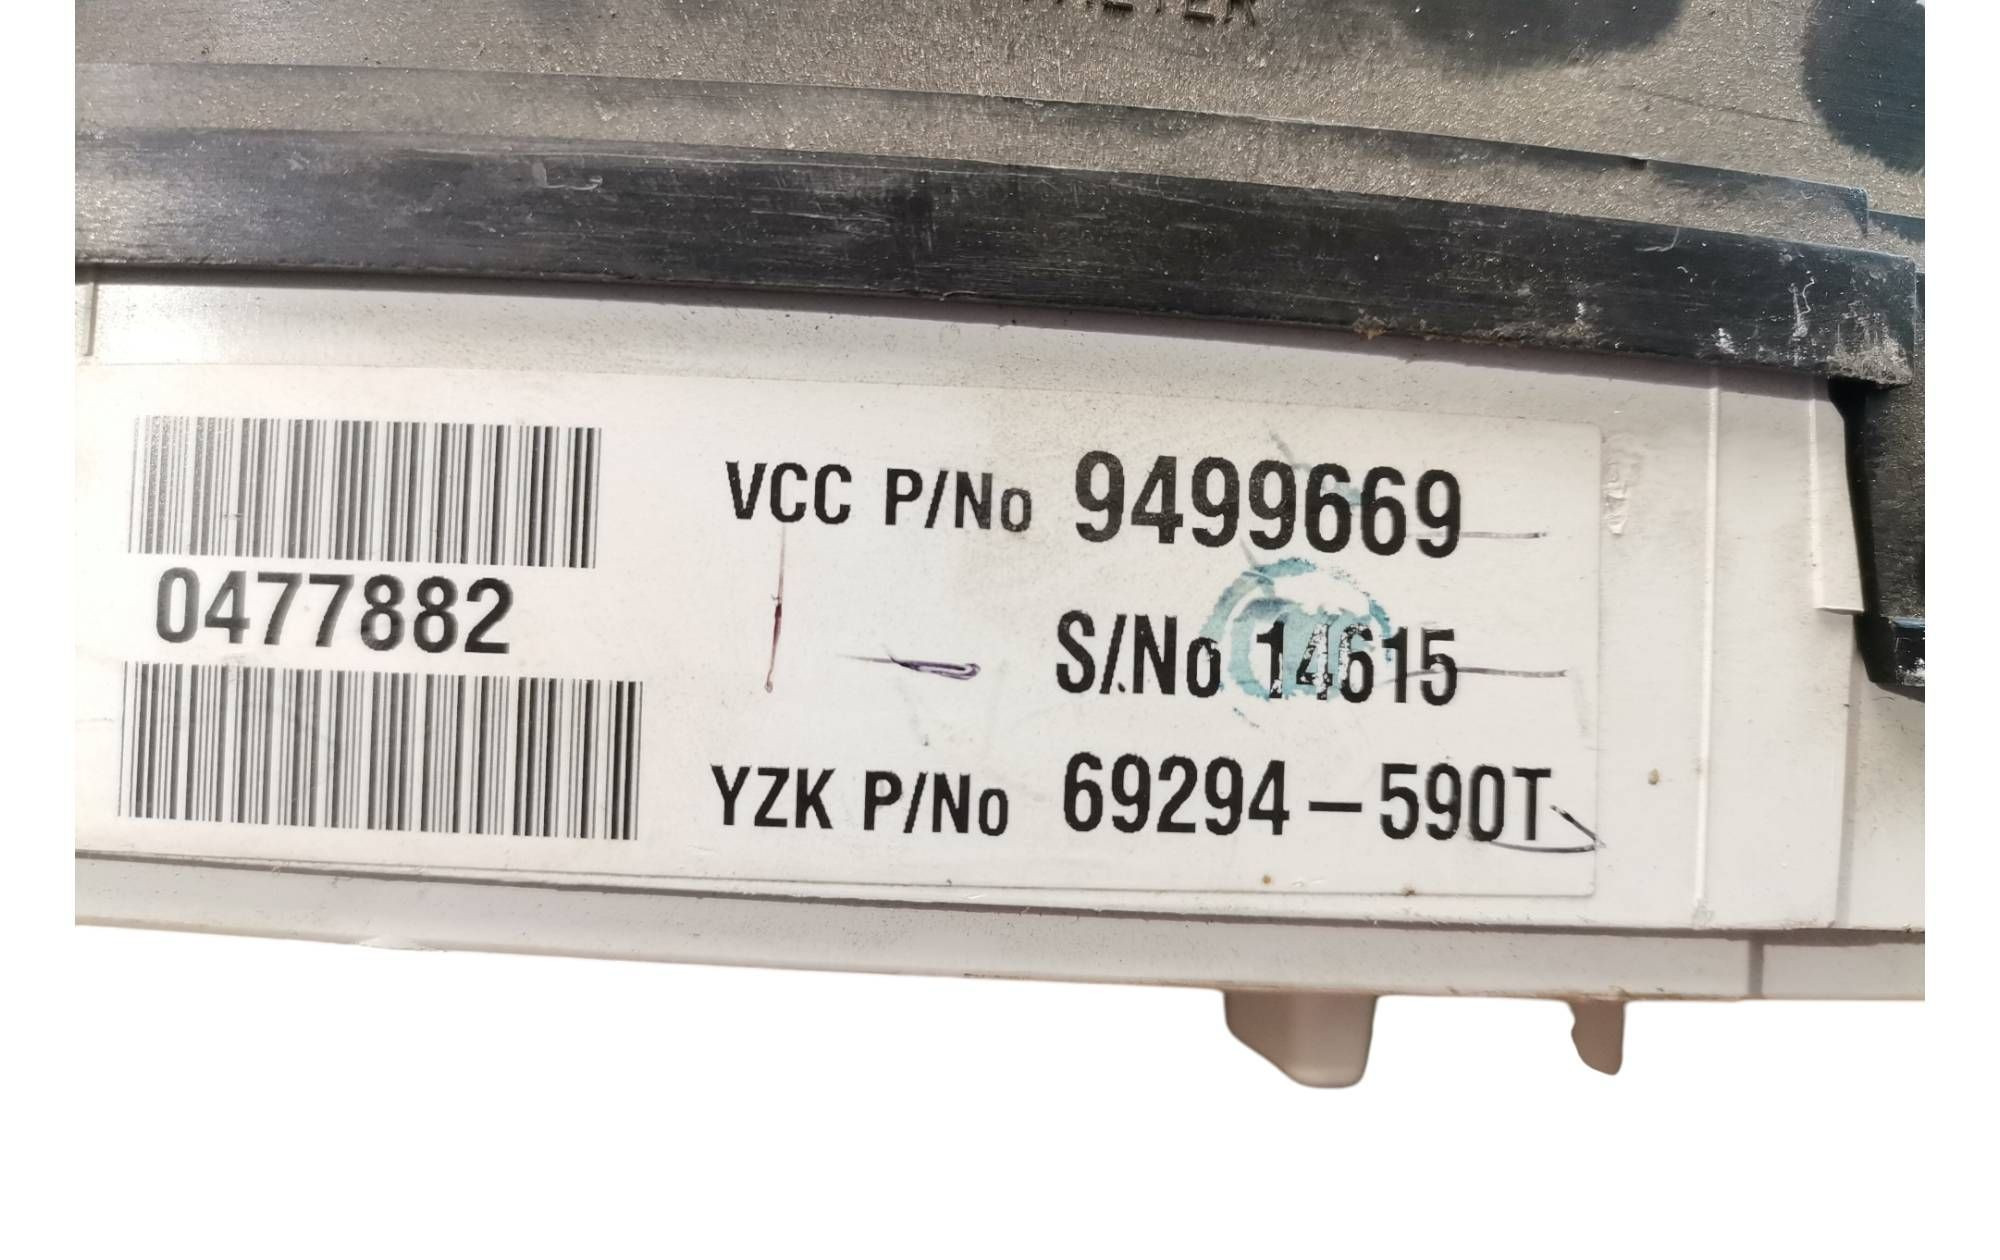 0477882
VCC P/No 9499669
S/No 14615
YZK P/No 69294-590T